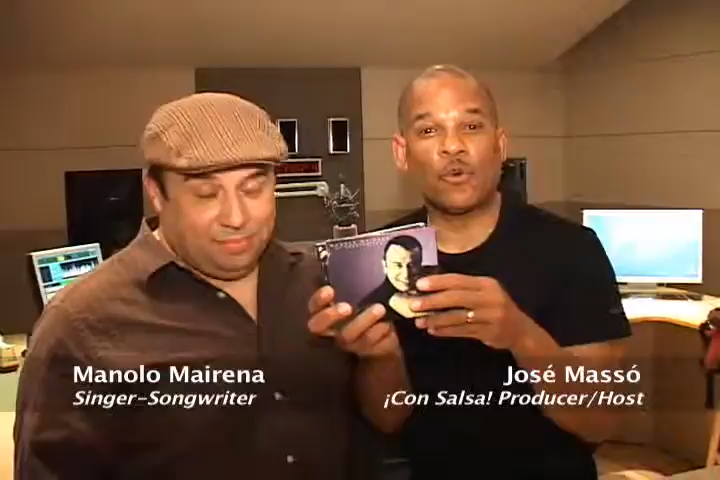 Manolo Mairena
Singer-Songwriter
José Massó
¡Con Salsa! Producer/Host